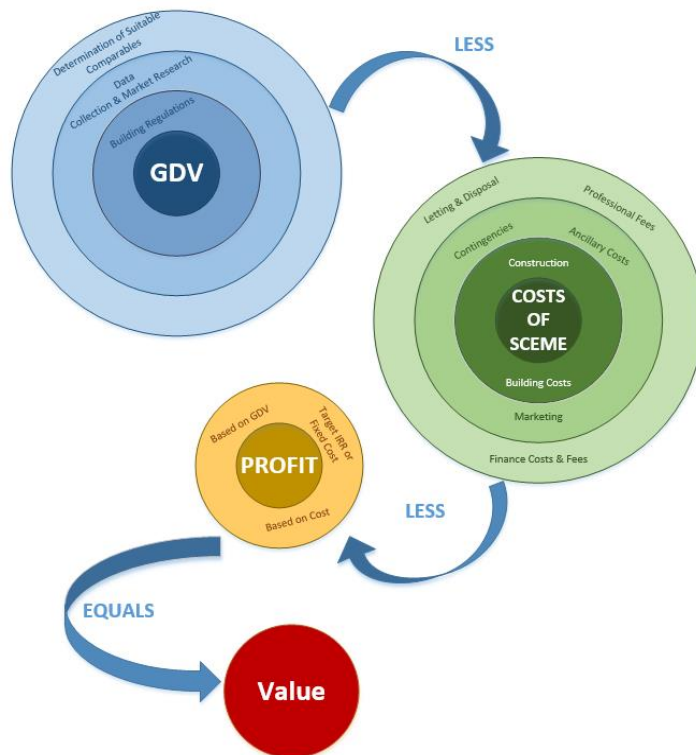 Determination of Suitable
Comparables
Data
Collection & Market Research
Building Regulations
GDV
LESS
Letting & Disposal
Professional Fees
Contingencies
Ancillary Costs
Construction
COSTS
OF
SCEME
Building Costs
Marketing
Finance Costs & Fees
LESS
Based on GDV
Target IRR or
Fixed Cost
PROFIT
Based on Cost
EQUALS
Value